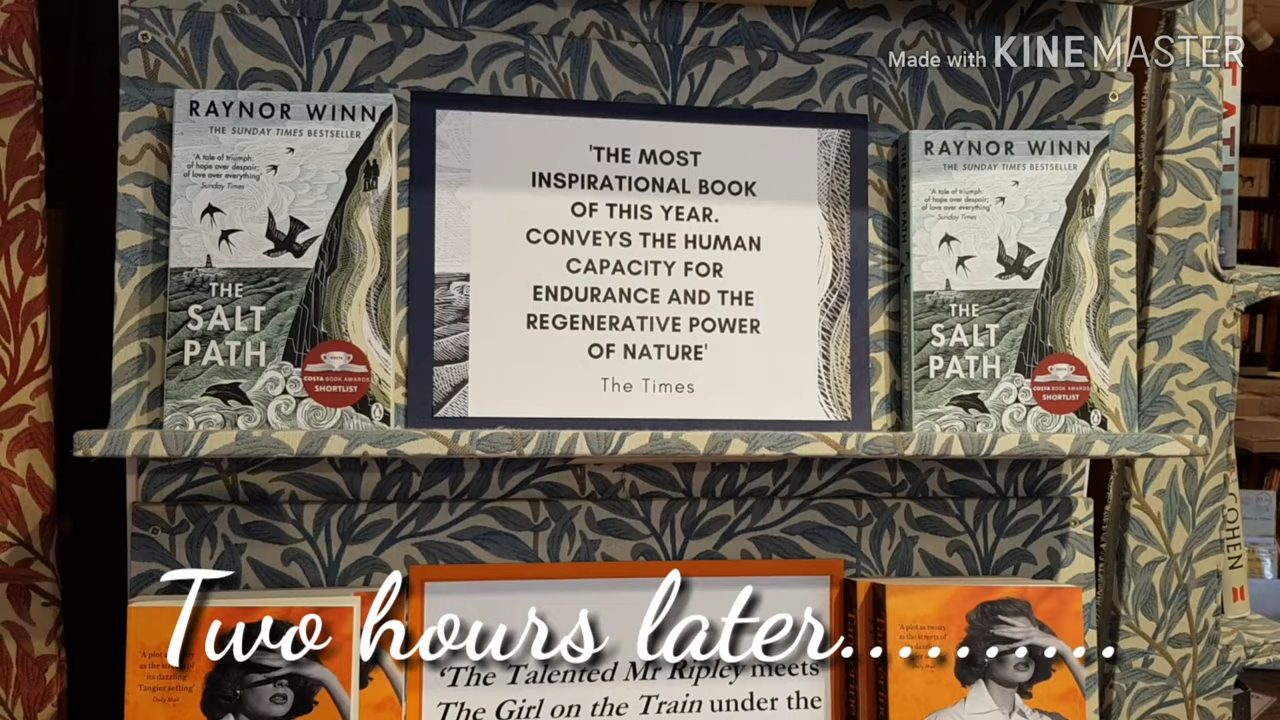 Made with KINEMASTER
RAYNOR WINN
THE SUNDAY TIMES BESTSELLER
'A tale of triumph:
of hope over despair;
of love over everything'
Sunday Times
THE
SALT
PATH
COSTA BOOK AWARDS
SHORTLIST
'THE MOST
INSPIRATIONAL BOOK
OF THIS YEAR.
CONVEYS THE HUMAN
CAPACITY FOR
ENDURANCE AND THE
REGENERATIVE POWER
OF NATURE'
The Times
RAYNOR WINN
THE SUNDAY TIMES BESTSELLER
'A tale of triumph:
of hope over despair;
of love over everything'
Sunday Times
THE
SALT
PATH
COSTA BOOK AWARDS
SHORTLIST
COHEN
Two hours later..........
'A plot
as the
its dazzling
Tangier setting'
Daily Mail
'The Talented Mr Ripley meets
The Girl on the Train under the
'A plot as twisty
as the streets of
its dazzling
Daily Mail